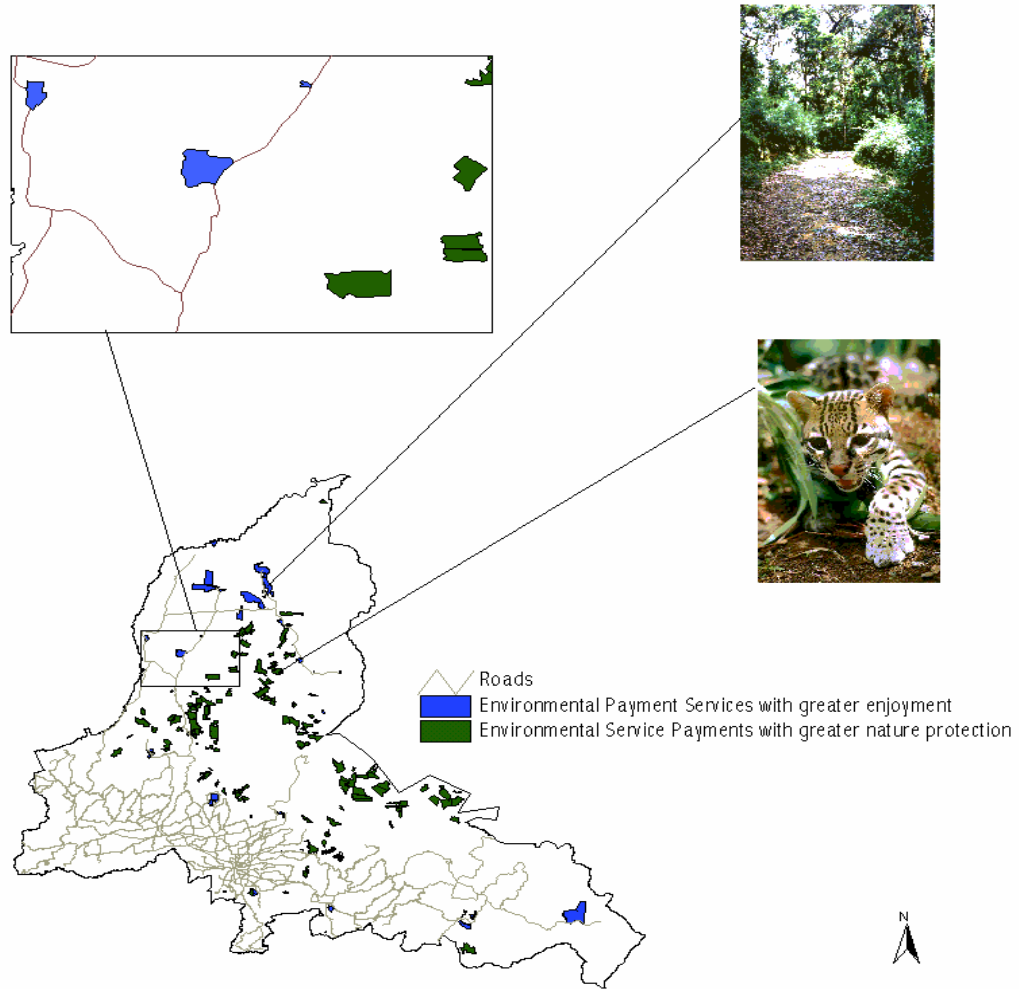 Roads
Environmental Payment Services with greater enjoyment
Environmental Service Payments with greater nature protection
N